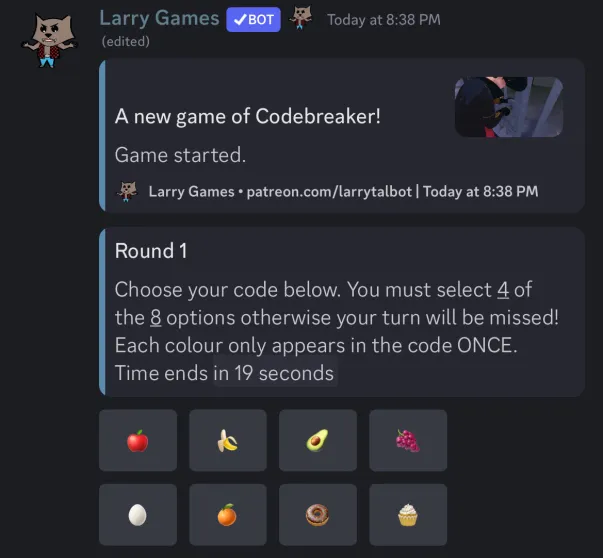 Larry Games ✔BOT Today at 8:38 PM
(edited)
A new game of Codebreaker!
Game started.
Larry Games • patreon.com/larrytalbot | Today at 8:38 PM
Round 1
Choose your code below. You must select 4 of
the 8 options otherwise your turn will be missed!
Each colour only appears in the code ONCE.
Time ends in 19 seconds